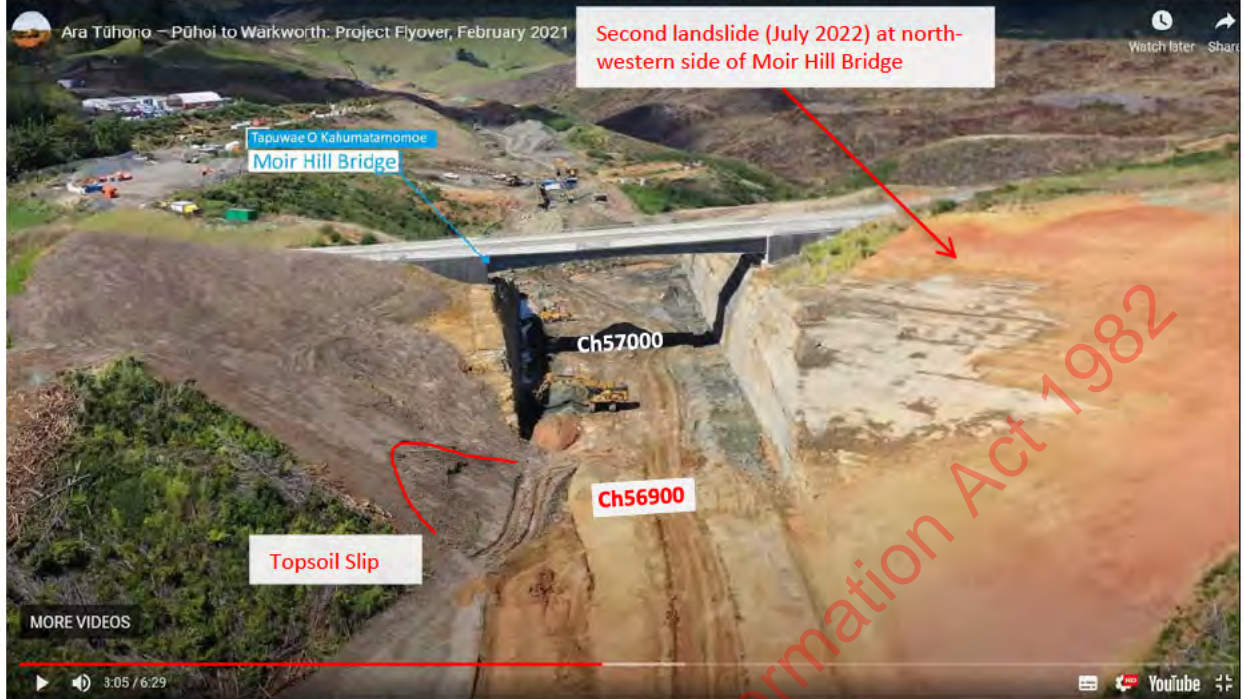 Ara Tūhono – Pūhoi to Warkworth: Project Flyover, February 2021
Second landslide (July 2022) at north-
western side of Moir Hill Bridge
Watch later
Share
Tapuwae O Kahumatamomoe
Moir Hill Bridge
Ch57000
Ch56900
Topsoil Slip
MORE VIDEOS
3:05 / 6:29
HD
YouTube
rmation Act 1982